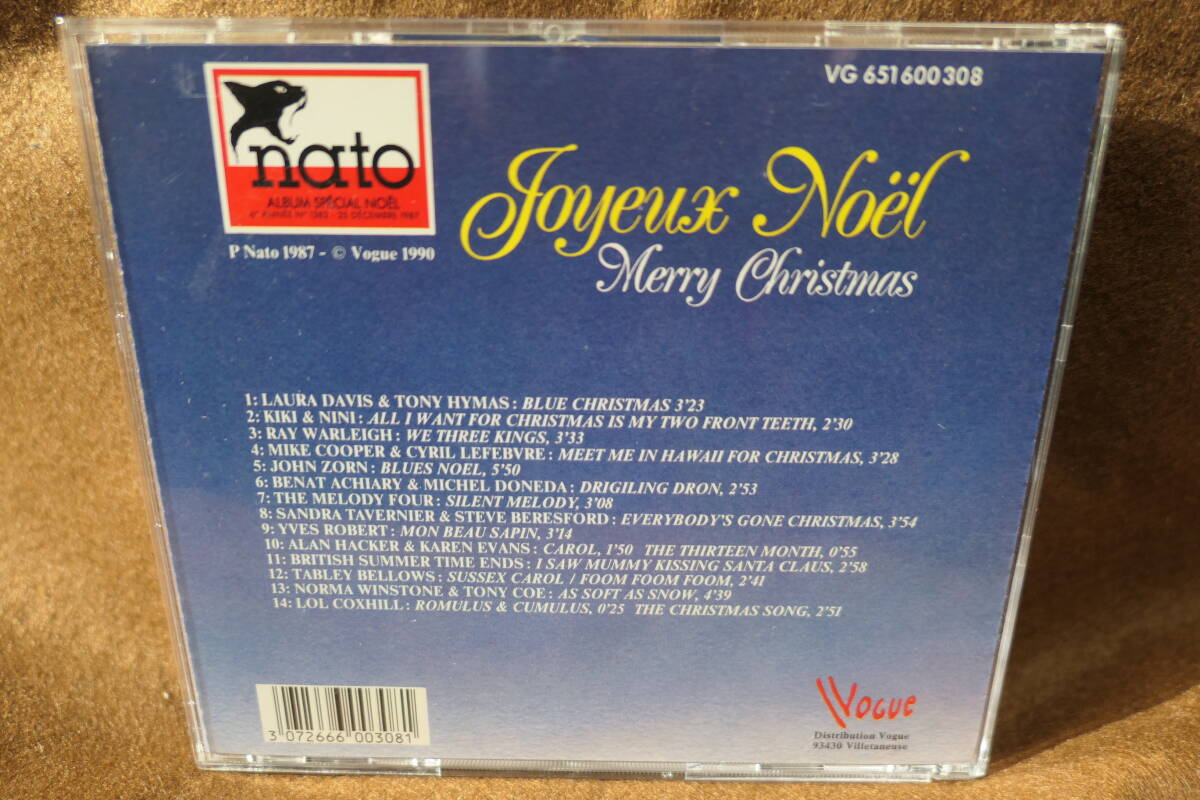 VG 651600308
nato
ALBUM SPÉCIAL NOËL
6e ANNÉE N° 1382 - 25 DÉCEMBRE 1987
P Nato 1987 - © Vogue 1990
Joyeux Noël
Merry Christmas
1: LAURA DAVIS & TONY HYMAS : BLUE CHRISTMAS 3'23
2: KIKI & NINI : ALL I WANT FOR CHRISTMAS IS MY TWO FRONT TEETH, 2'30
3: RAY WARLEIGH : WE THREE KINGS, 3'33
4: MIKE COOPER & CYRIL LEFEBVRE : MEET ME IN HAWAII FOR CHRISTMAS, 3'28
5: JOHN ZORN : BLUES NOEL, 5'50
6: BENAT ACHIARY & MICHEL DONEDA : DRIGILING DRON, 2'53
7: THE MELODY FOUR : SILENT MELODY, 3'08
8: SANDRA TAVERNIER & STEVE BERESFORD : EVERYBODY'S GONE CHRISTMAS, 3'54
9: YVES ROBERT : MON BEAU SAPIN, 3'14
10: ALAN HACKER & KAREN EVANS : CAROL, 1'50 THE THIRTEEN MONTH, 0'55
11: BRITISH SUMMER TIME ENDS : I SAW MUMMY KISSING SANTA CLAUS, 2'58
12: TABLEY BELLOWS : SUSSEX CAROL / FOOM FOOM FOOM, 2'41
13: NORMA WINSTONE & TONY COE : AS SOFT AS SNOW, 4'39
14: LOL COXHILL : ROMULUS & CUMULUS, 0'25 THE CHRISTMAS SONG, 2'51
3 072666 003081
VOGUE
Distribution Vogue
93430 Villetaneuse